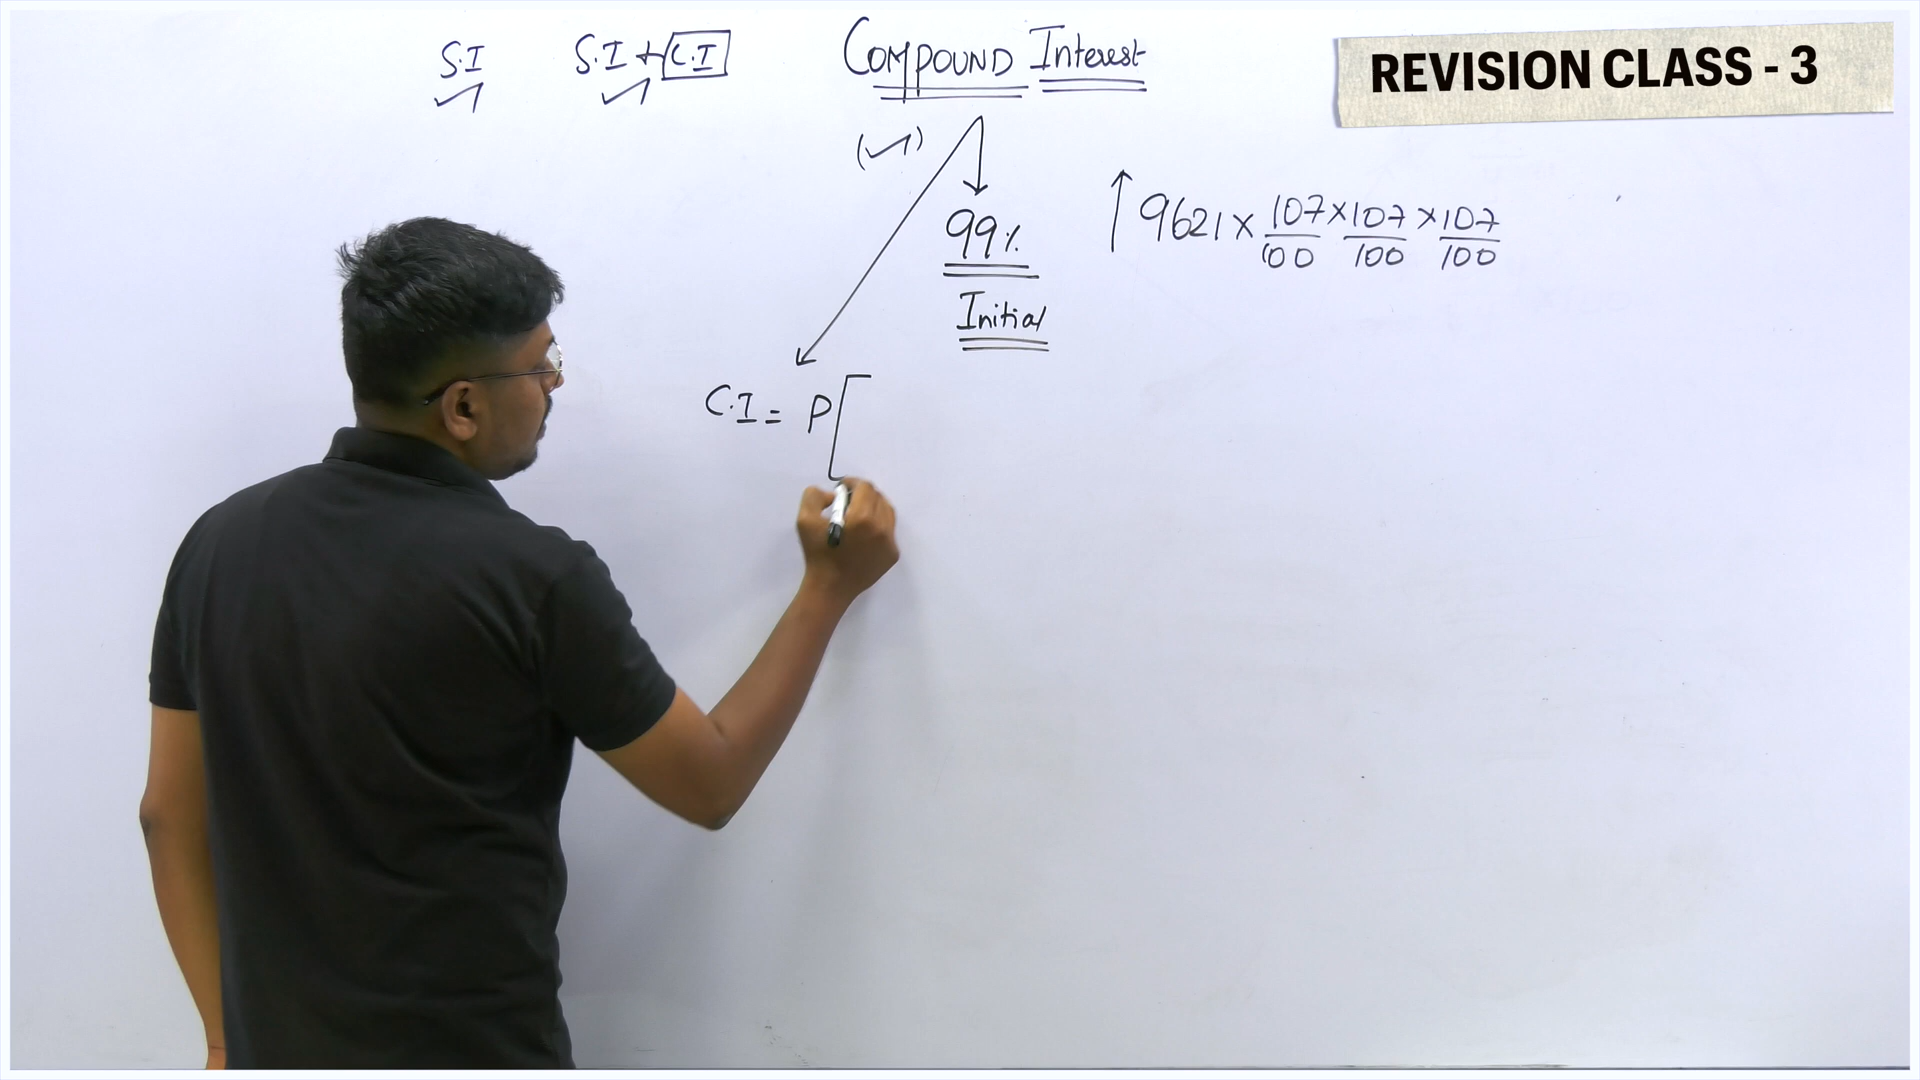 S.I
S.I + C.I
COMPOUND Interest
REVISION CLASS - 3
(✓)
99%
Initial
↑ 9621 × 107/100 × 107/100 × 107/100
C.I = P[